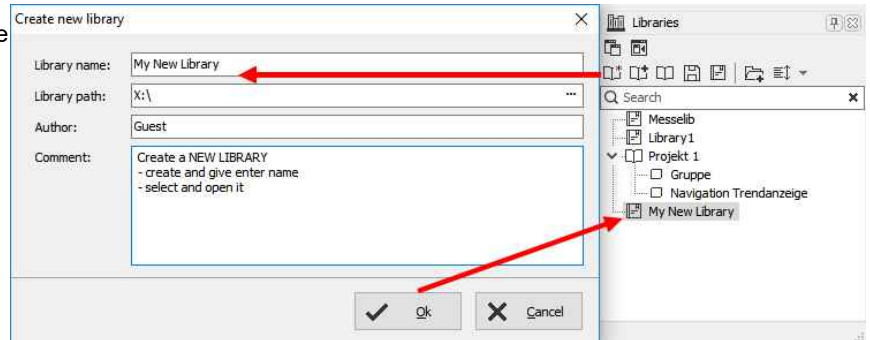 e
Create new library
Library name:
My New Library
Library path:
X:\
...
Author:
Guest
Comment:
Create a NEW LIBRARY
- create and give enter name
- select and open it
Ok
Cancel
Libraries
Search
Messelib
Library1
Projekt 1
Gruppe
Navigation Trendanzeige
My New Library